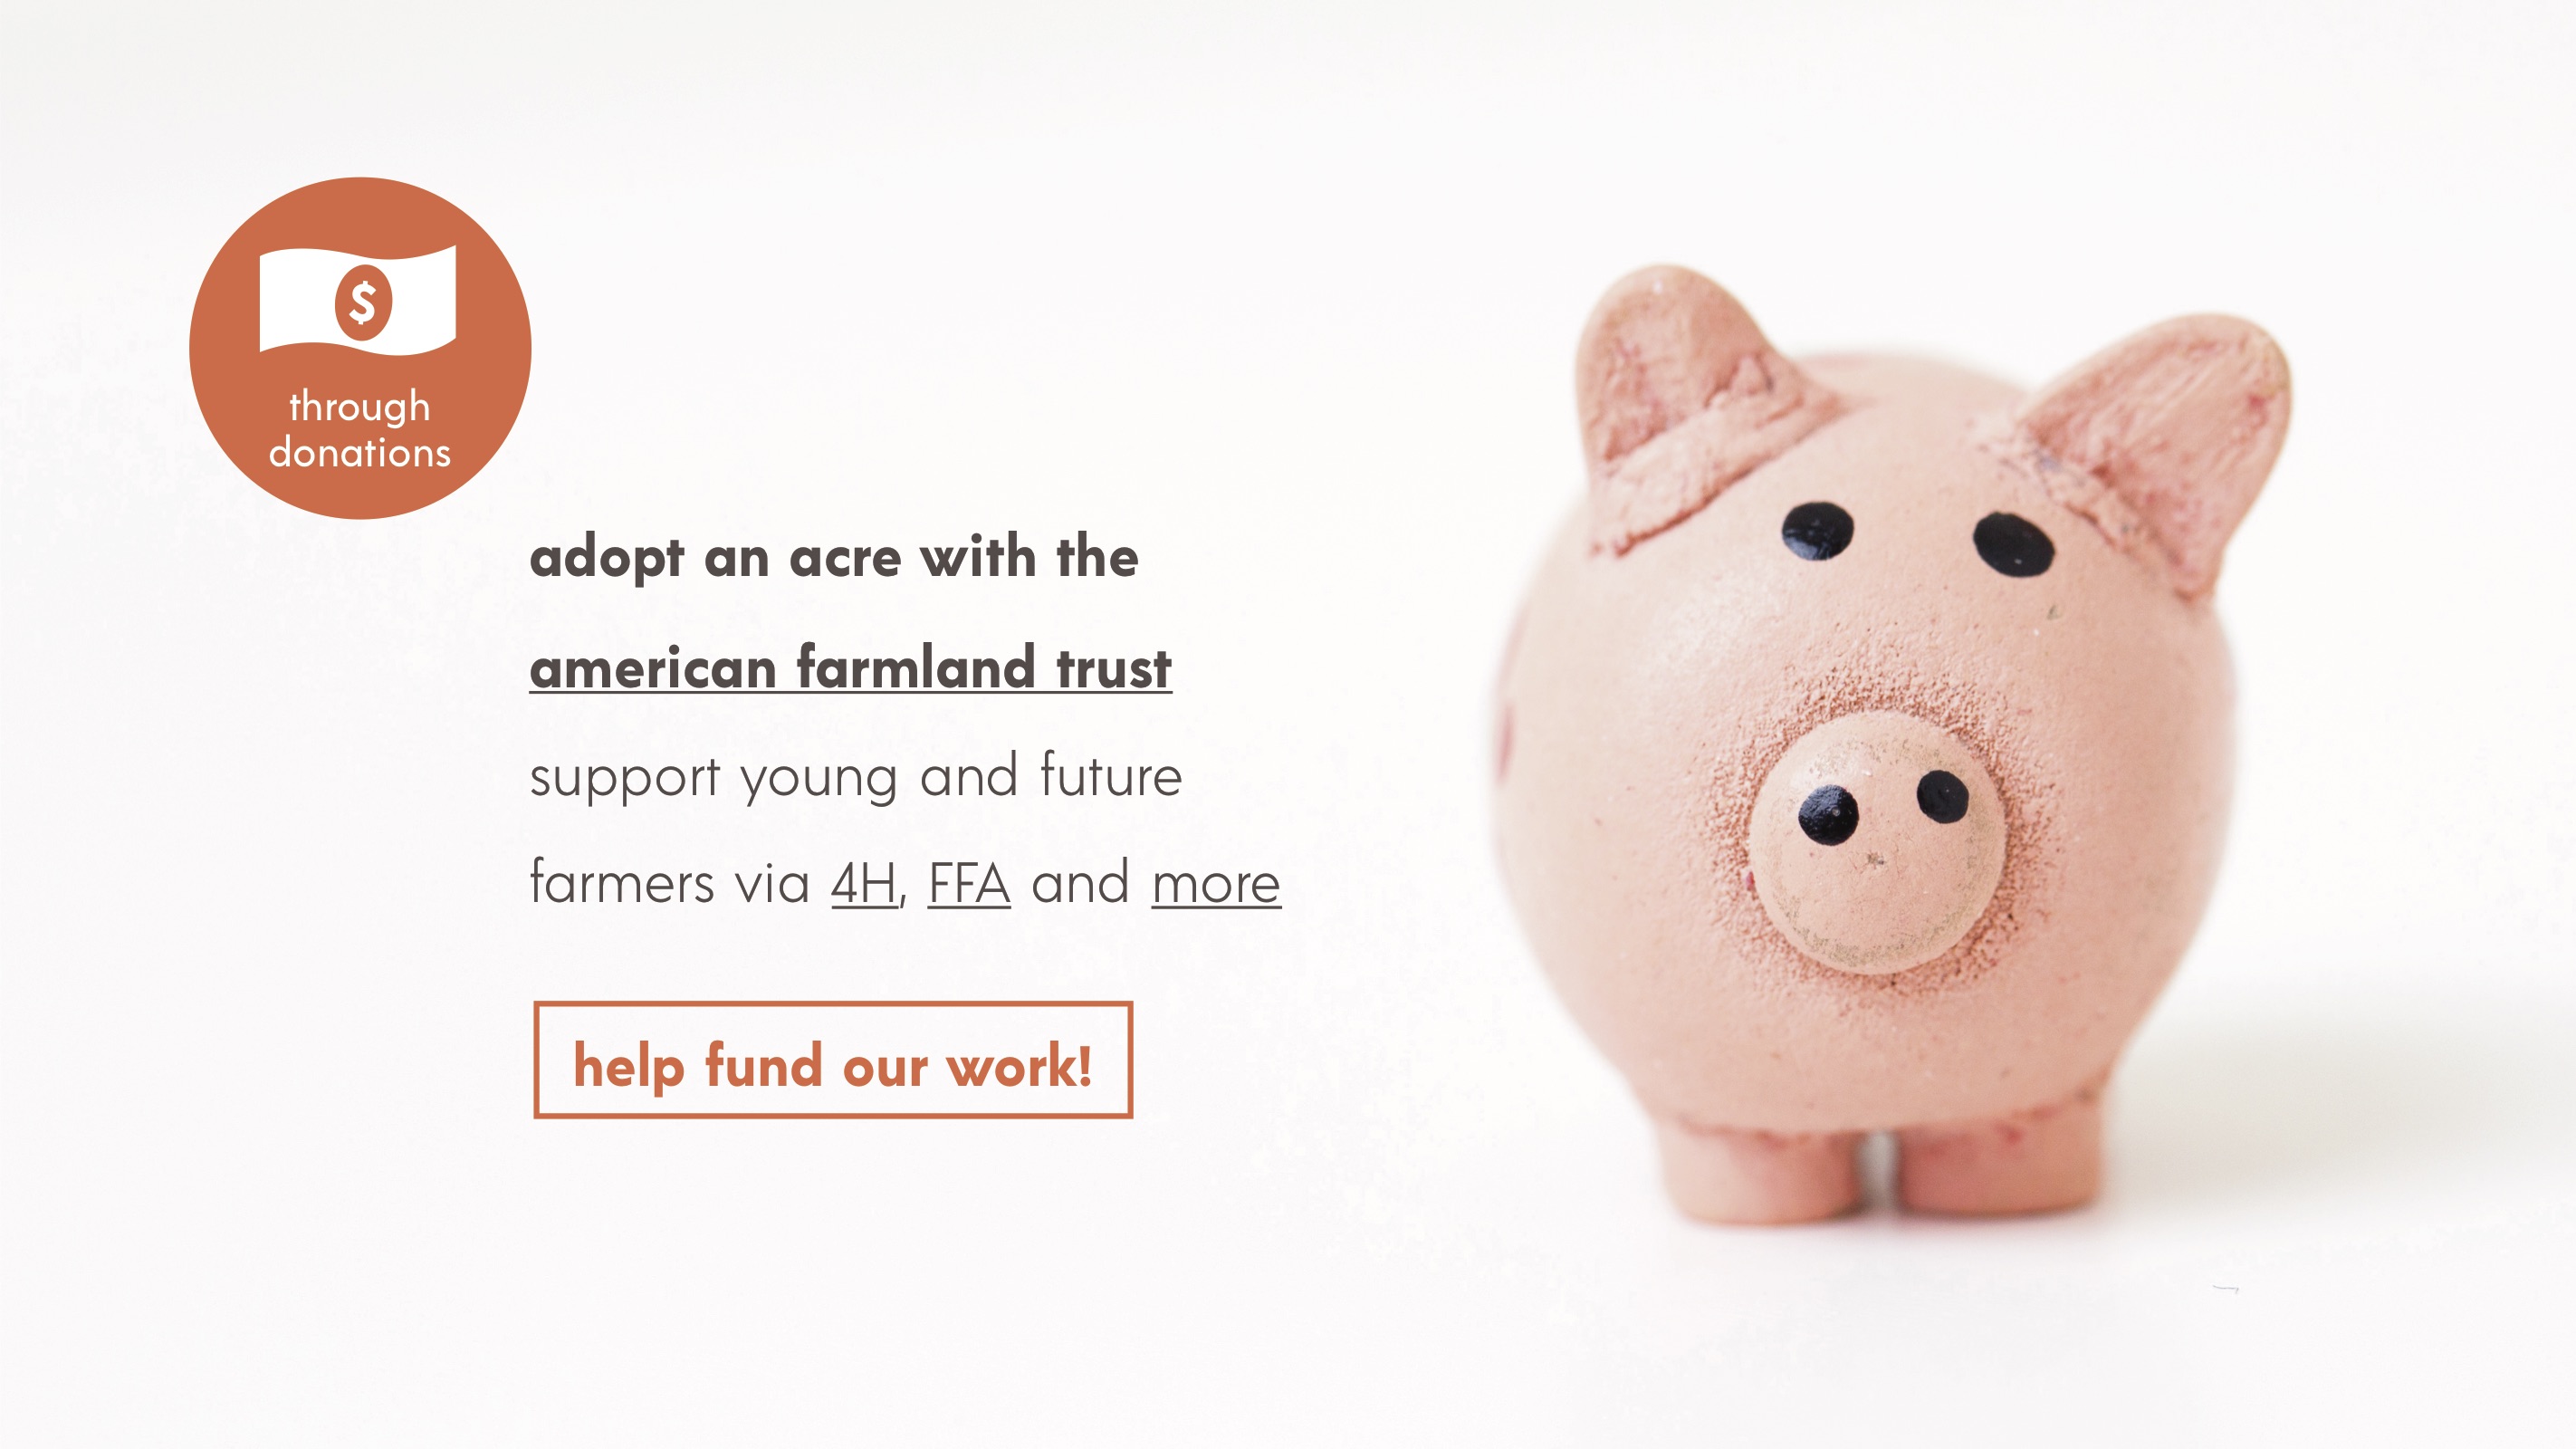 $
through
donations
adopt an acre with the
american farmland trust
support young and future
farmers via 4H, FFA and more
help fund our work!